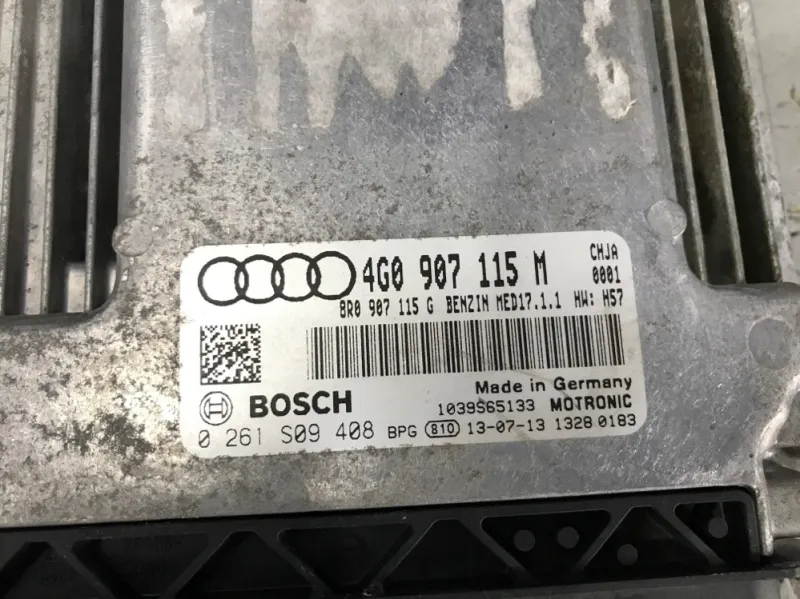 4G0 907 115 M CHJA
0001
8R0 907 115 G BENZIN MED17.1.1 HW: H57
Made in Germany
BOSCH 1039S65133 MOTRONIC
0 261 S09 408 BPG 810 13-07-13 1328 0183